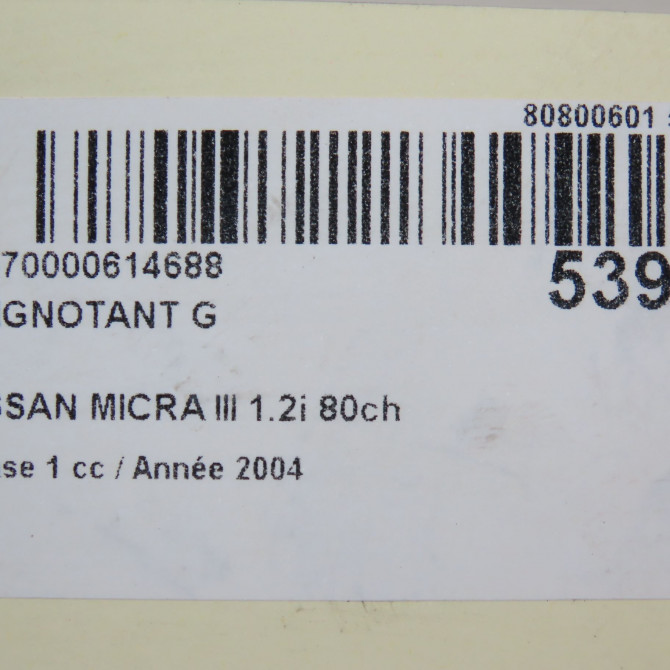 80800601
70000614688
539
GNOTANT G
SSAN MICRA III 1.2i 80ch
se 1 cc / Année 2004